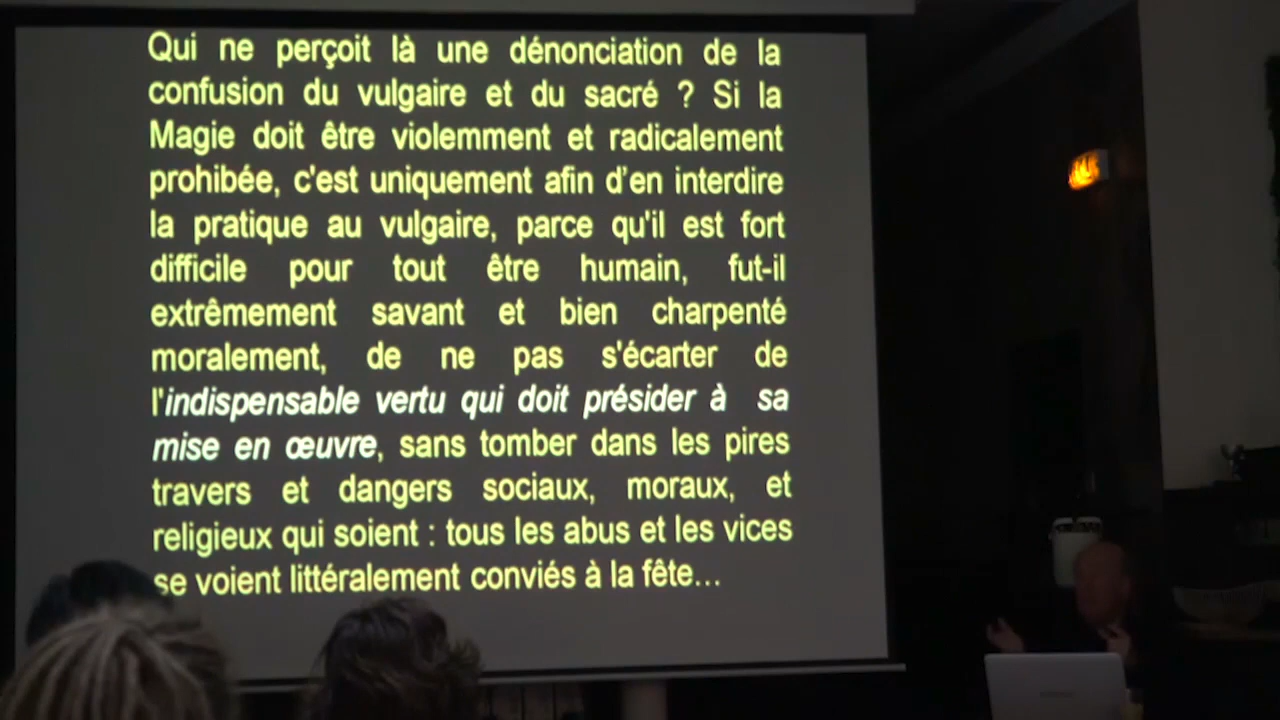 Qui ne perçoit là une dénonciation de la
confusion du vulgaire et du sacré ? Si la
Magie doit être violemment et radicalement
prohibée, c'est uniquement afin d’en interdire
la pratique au vulgaire, parce qu'il est fort
difficile pour tout être humain, fut-il
extrêmement savant et bien charpenté
moralement, de ne pas s'écarter de
l'indispensable vertu qui doit présider à sa
mise en œuvre, sans tomber dans les pires
travers et dangers sociaux, moraux, et
religieux qui soient : tous les abus et les vices
se voient littéralement conviés à la fête...